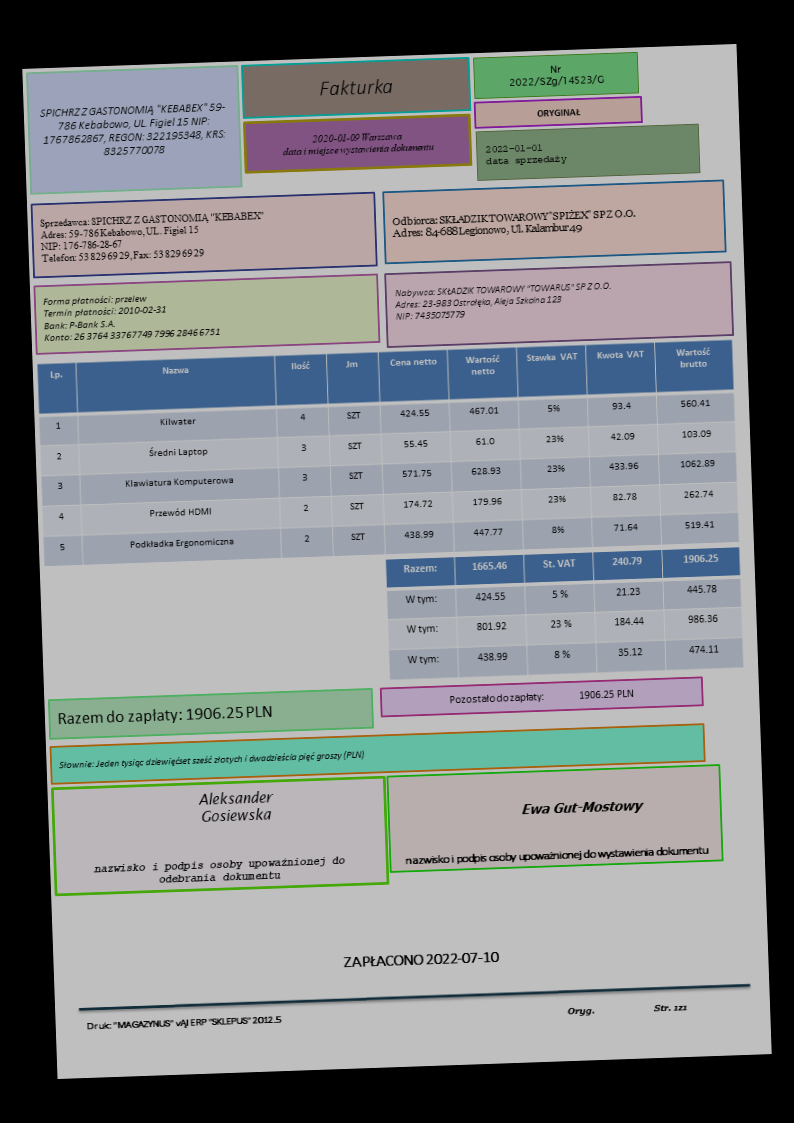 SPICHRZ Z GASTONOMIĄ "KEBABEX" 59-
786 Kebabowo, UL. Figiel 15 NIP:
1767862867, REGON: 322195348, KRS:
8325770078
Fakturka
2020-01-09 Warszawa
data i miejsce wystawienia dokumentu
Nr
2022/SZg/14523/G
ORYGINAŁ
2022-01-01
data sprzedaży
Sprzedawca: SPICHRZ Z GASTONOMIĄ "KEBABEX"
Adres: 59-786 Kebabowo, UL. Figiel 15
NIP: 176-786-28-67
Telefon: 53 829 69 29, Fax: 53 829 69 29
Odbiorca: SKŁADZIK TOWAROWY "SPIŻEX" SP Z O.O.
Adres: 84-688 Legionowo, Ul. Kalambur 49
Forma płatności: przelew
Termin płatności: 2010-02-31
Bank: P-Bank S.A.
Konto: 26 3764 33767749 7996 2846 6751
Nabywca: SKŁADZIK TOWAROWY "TOWARUS" SP Z O.O.
Adres: 23-983 Ostrołęka, Aleja Szkolna 123
NIP: 7435075779
Lp. Nazwa Ilość Jm Cena netto Wartość netto Stawka VAT Kwota VAT Wartość brutto
1 Kilwater 4 SZT 424.55 467.01 5% 93.4 560.41
2 Średni Laptop 3 SZT 55.45 61.0 23% 42.09 103.09
3 Klawiatura Komputerowa 3 SZT 571.75 628.93 23% 433.96 1062.89
4 Przewód HDMI 2 SZT 174.72 179.96 23% 82.78 262.74
5 Podkładka Ergonomiczna 2 SZT 438.99 447.77 8% 71.64 519.41
Razem: 1665.46 St. VAT 240.79 1906.25
W tym: 424.55 5 % 21.23 445.78
W tym: 801.92 23 % 184.44 986.36
W tym: 438.99 8 % 35.12 474.11
Razem do zapłaty: 1906.25 PLN
Pozostało do zapłaty: 1906.25 PLN
Słownie: Jeden tysiąc dziewięćset sześć złotych i dwadzieścia pięć groszy (PLN)
Aleksander
Gosiewska
nazwisko i podpis osoby upoważnionej do
odebrania dokumentu
Ewa Gut-Mostowy
nazwisko i podpis osoby upoważnionej do wystawienia dokumentu
ZAPŁACONO 2022-07-10
Druk: "MAGAZYNUS" ERP "SKLEPUS" 2012.5
Oryg.
Str. 1z1